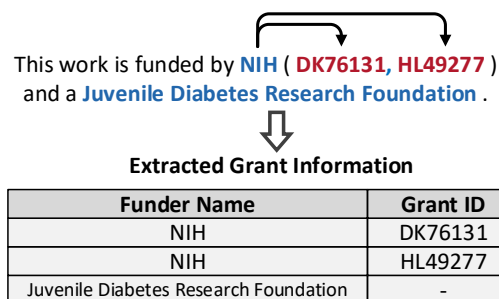 This work is funded by NIH ( DK76131, HL49277 )
and a Juvenile Diabetes Research Foundation .
Extracted Grant Information
Funder Name Grant ID
NIH DK76131
NIH HL49277
Juvenile Diabetes Research Foundation -